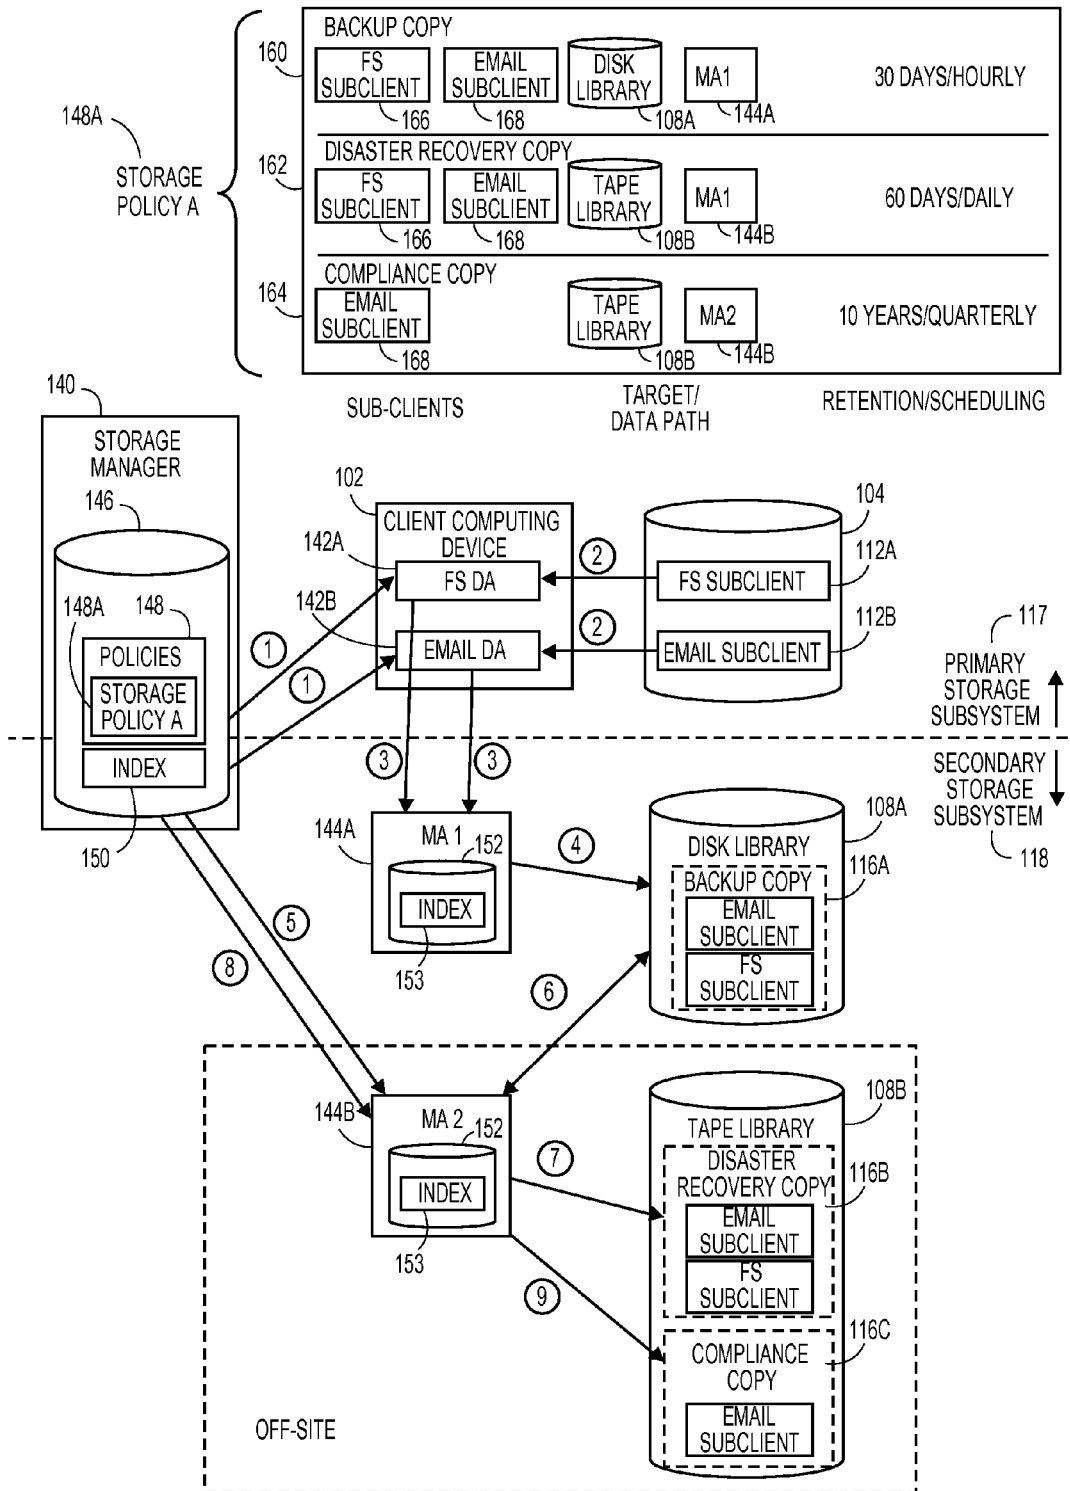 BACKUP COPY
160
FS
SUBCLIENT
166
EMAIL
SUBCLIENT
168
DISK
LIBRARY
108A
MA1
144A
30 DAYS/HOURLY
148A
STORAGE
POLICY A
DISASTER RECOVERY COPY
162
FS
SUBCLIENT
166
EMAIL
SUBCLIENT
168
TAPE
LIBRARY
108B
MA1
144B
60 DAYS/DAILY
COMPLIANCE COPY
164
EMAIL
SUBCLIENT
168
TAPE
LIBRARY
108B
MA2
144B
10 YEARS/QUARTERLY
SUB-CLIENTS
TARGET/
DATA PATH
RETENTION/SCHEDULING
140
STORAGE
MANAGER
146
148A
148
POLICIES
STORAGE
POLICY A
INDEX
150
1
1
102
CLIENT COMPUTING
DEVICE
142A
FS DA
142B
EMAIL DA
2
2
104
112A
FS SUBCLIENT
112B
EMAIL SUBCLIENT
117
PRIMARY
STORAGE
SUBSYSTEM
SECONDARY
STORAGE
SUBSYSTEM
118
3
3
144A
MA 1
152
INDEX
153
4
108A
DISK LIBRARY
116A
BACKUP COPY
EMAIL
SUBCLIENT
FS
SUBCLIENT
5
8
6
144B
MA 2
152
INDEX
153
7
9
108B
TAPE LIBRARY
DISASTER
RECOVERY COPY
116B
EMAIL
SUBCLIENT
FS
SUBCLIENT
116C
COMPLIANCE
COPY
EMAIL
SUBCLIENT
OFF-SITE